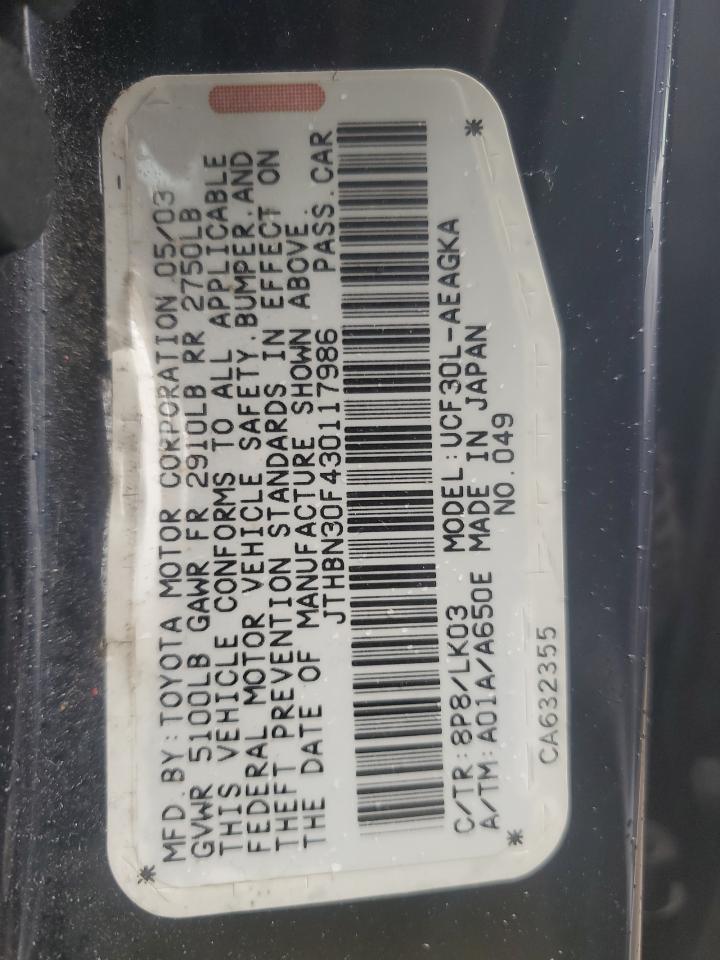 MFD.BY:TOYOTA MOTOR CORPORATION 05/03
GVWR 5100LB GAWR FR 2910LB RR 2750LB
THIS VEHICLE CONFORMS TO ALL APPLICABLE
FEDERAL MOTOR VEHICLE SAFETY.BUMPER.AND
THEFT PREVENTION STANDARDS IN EFFECT ON
THE DATE OF MANUFACTURE SHOWN ABOVE.
JTHBN30F430117986 PASS.CAR
C/TR:8P8/LK03 MODEL:UCF30L-AEAGKA
A/TM:A01A/A650E MADE IN JAPAN
NO.049
CA632355